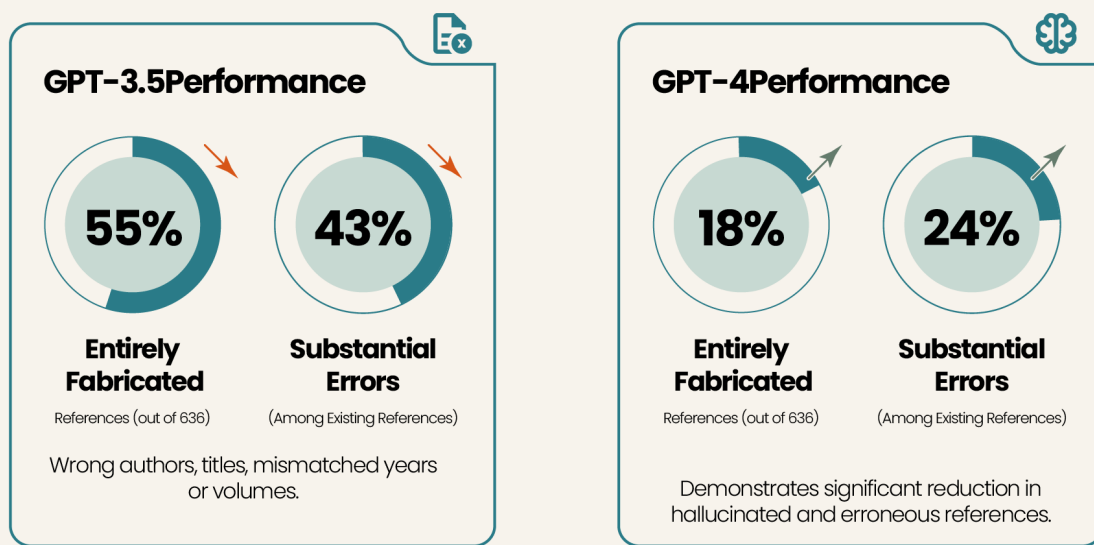 GPT-3.5Performance
55%
43%
Entirely
Fabricated
Substantial
Errors
References (out of 636)
(Among Existing References)
Wrong authors, titles, mismatched years
or volumes.
GPT-4Performance
18%
24%
Entirely
Fabricated
Substantial
Errors
References (out of 636)
(Among Existing References)
Demonstrates significant reduction in
hallucinated and erroneous references.